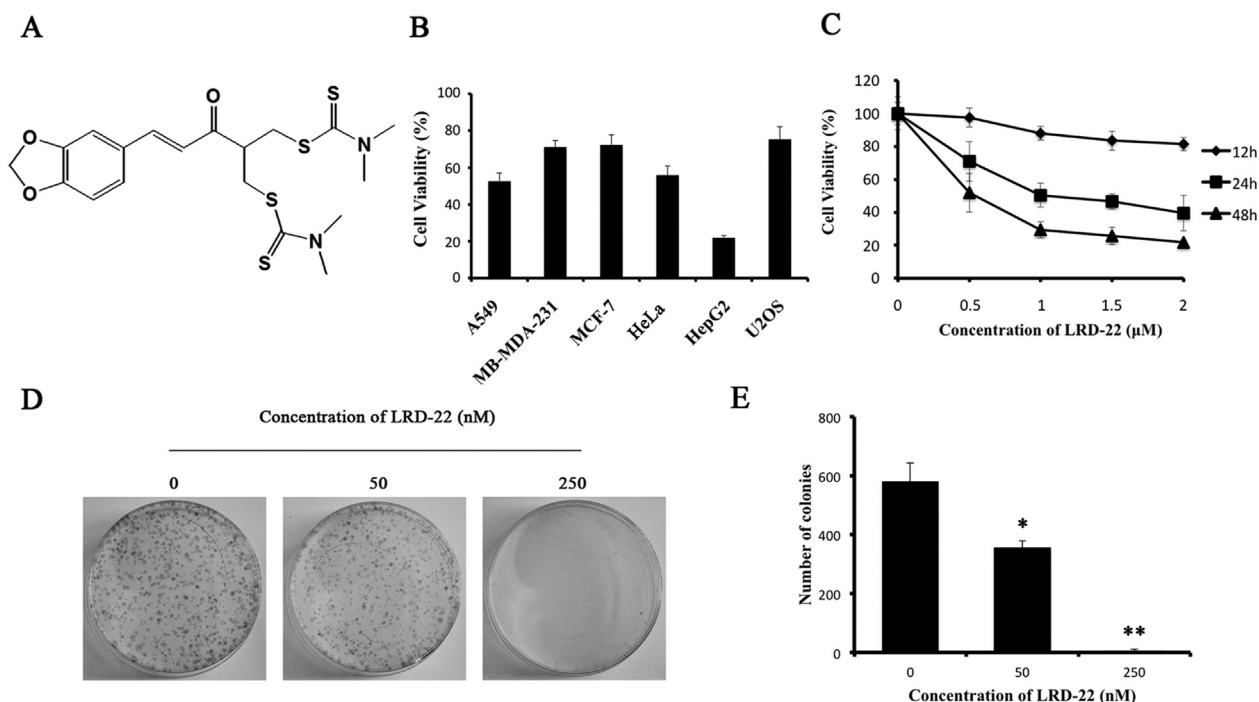 A
O
O
O
S
S
N
S
S
N
B
Cell Viability (%)
100
80
60
40
20
0
A549
MB-MDA-231
MCF-7
HeLa
HepG2
U2OS
C
Cell Viability (%)
120
100
80
60
40
20
0
0
0.5
1
1.5
2
Concentration of LRD-22 (µM)
12h
24h
48h
D
Concentration of LRD-22 (nM)
0
50
250
E
Number of colonies
800
600
400
200
0
*
**
0
50
250
Concentration of LRD-22 (nM)